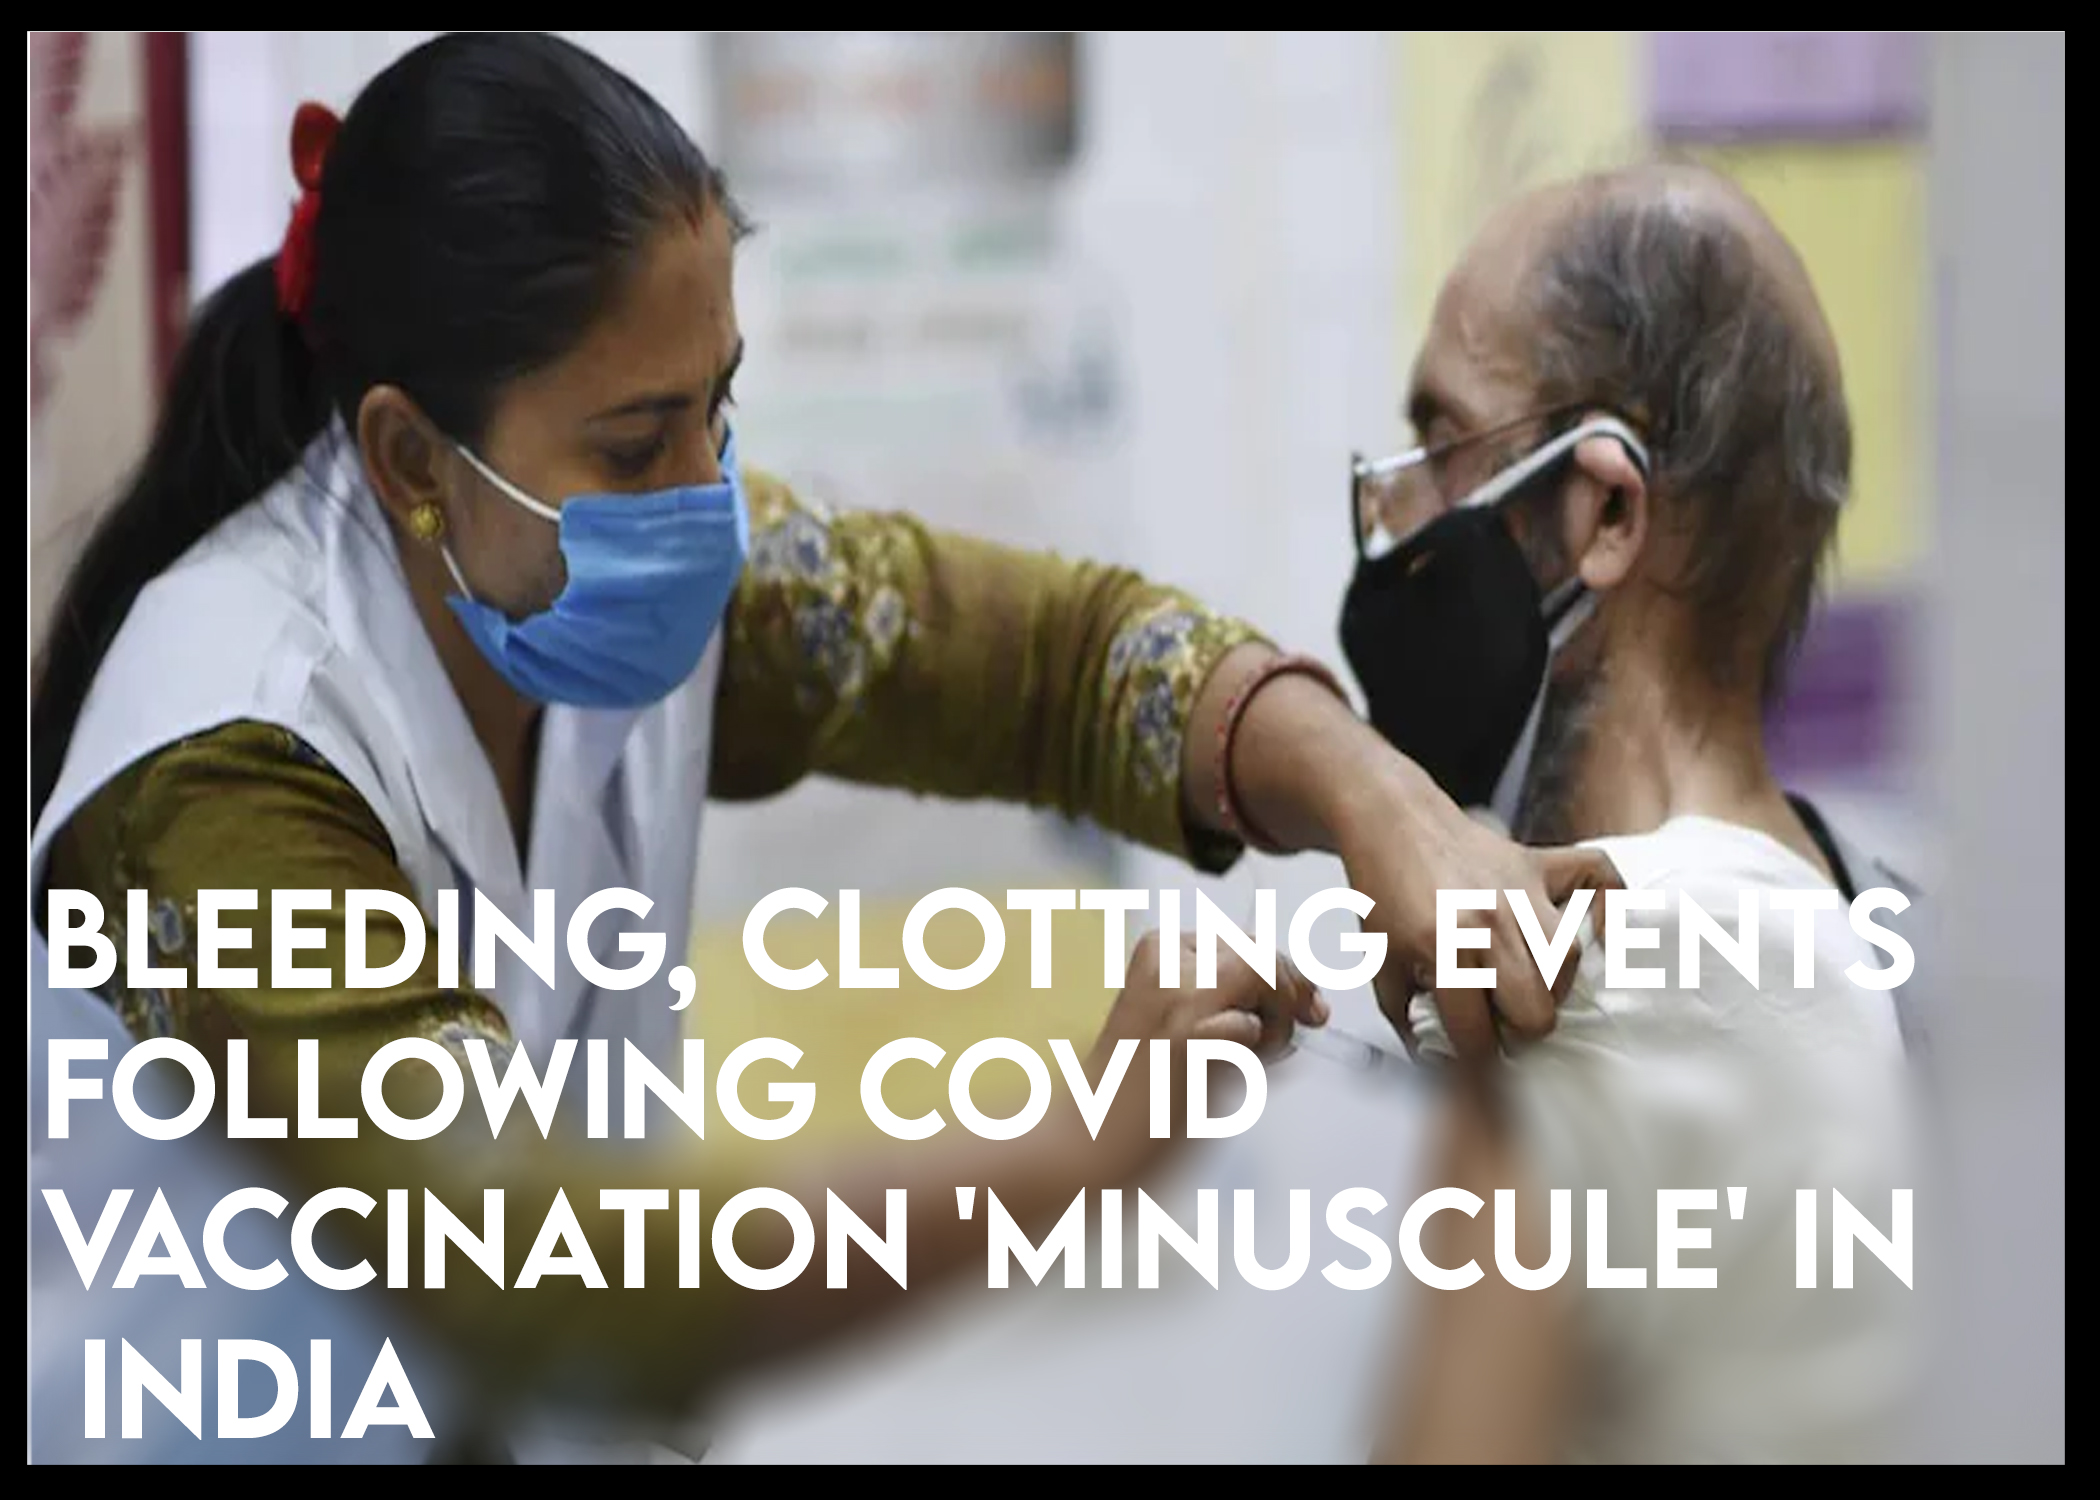 BLEEDING, CLOTTING EVENTS
FOLLOWING COVID
VACCINATION 'MINUSCULE' IN
INDIA